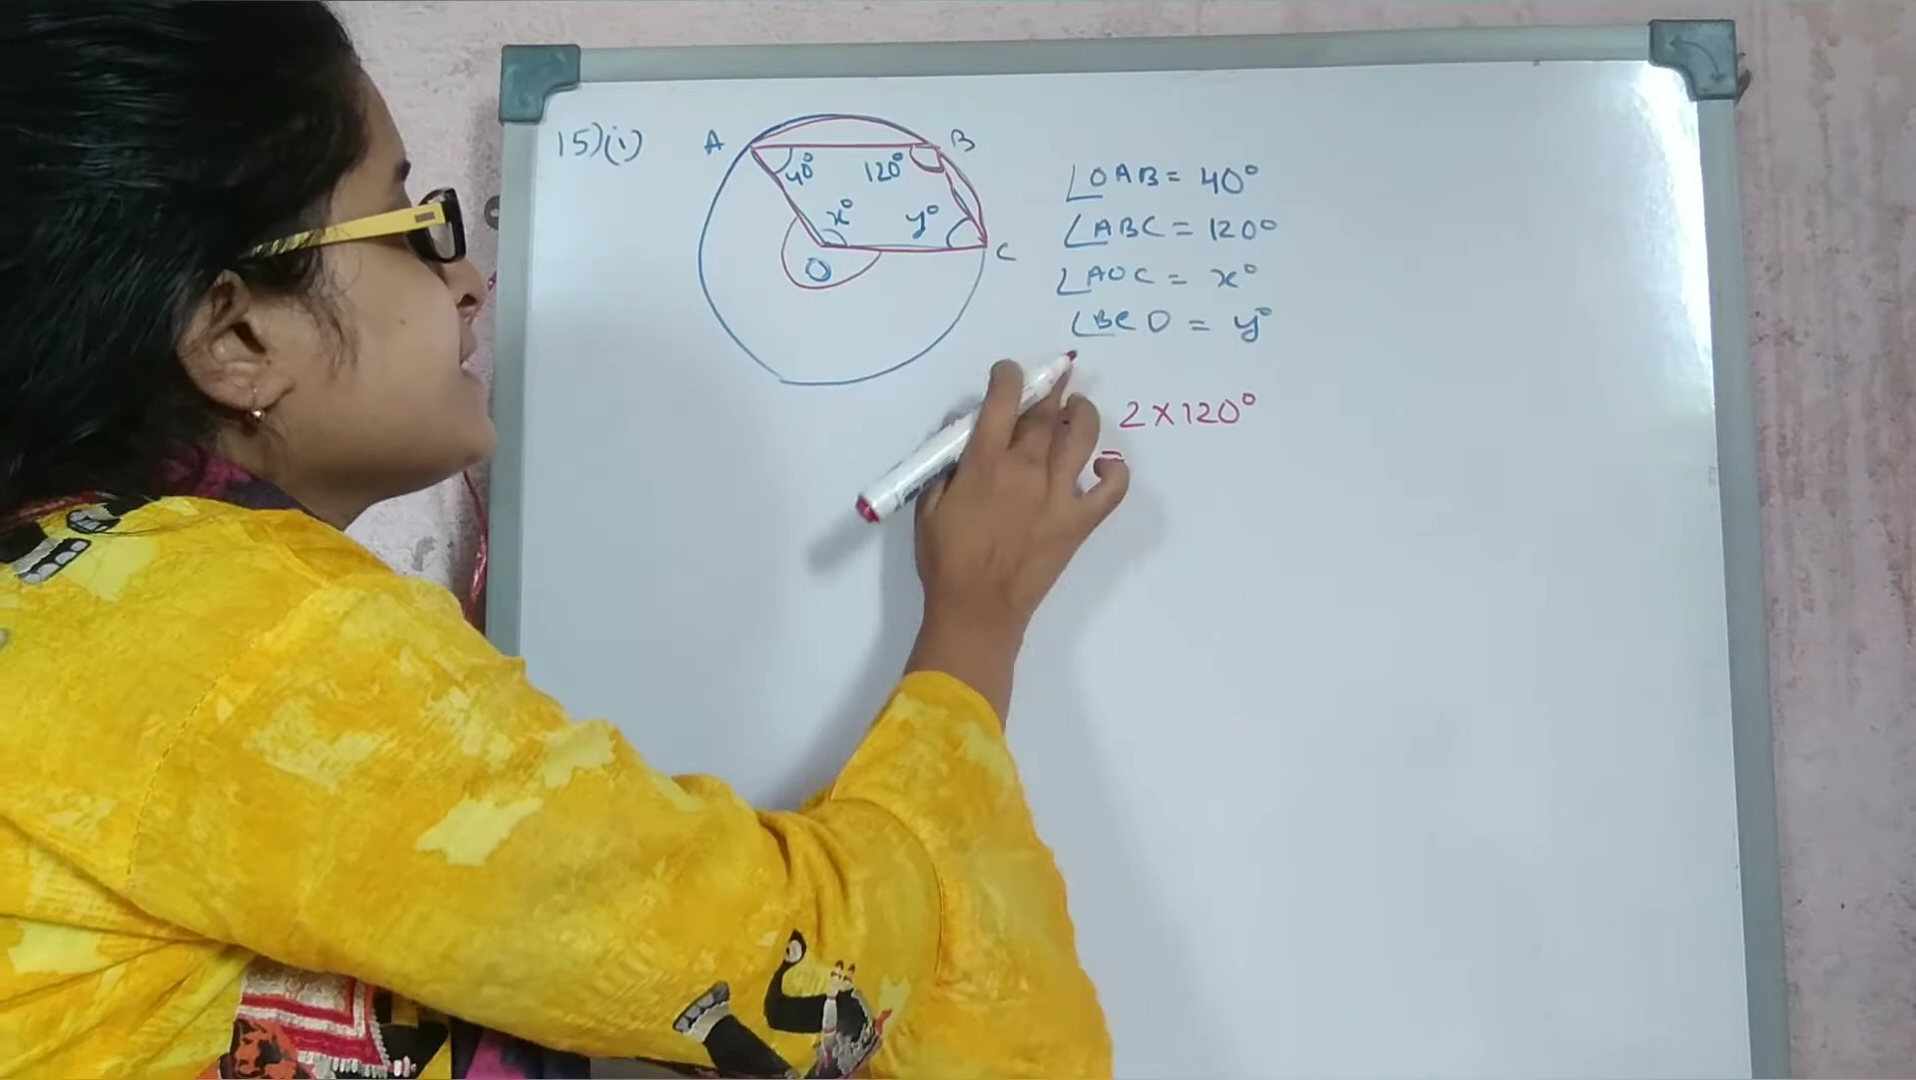 15)(i)
A B
40° 120°
x° y°
O C
∠OAB = 40°
∠ABC = 120°
∠AOC = x°
∠BCO = y°
2 × 120°
=